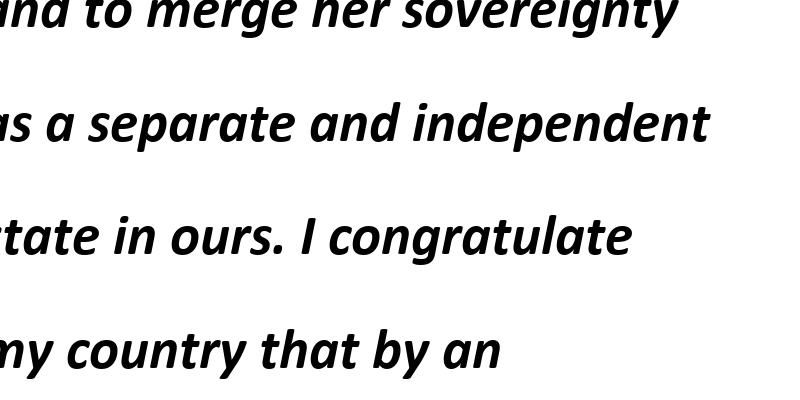 and to merge her sovereignty
as a separate and independent
state in ours. I congratulate
my country that by an